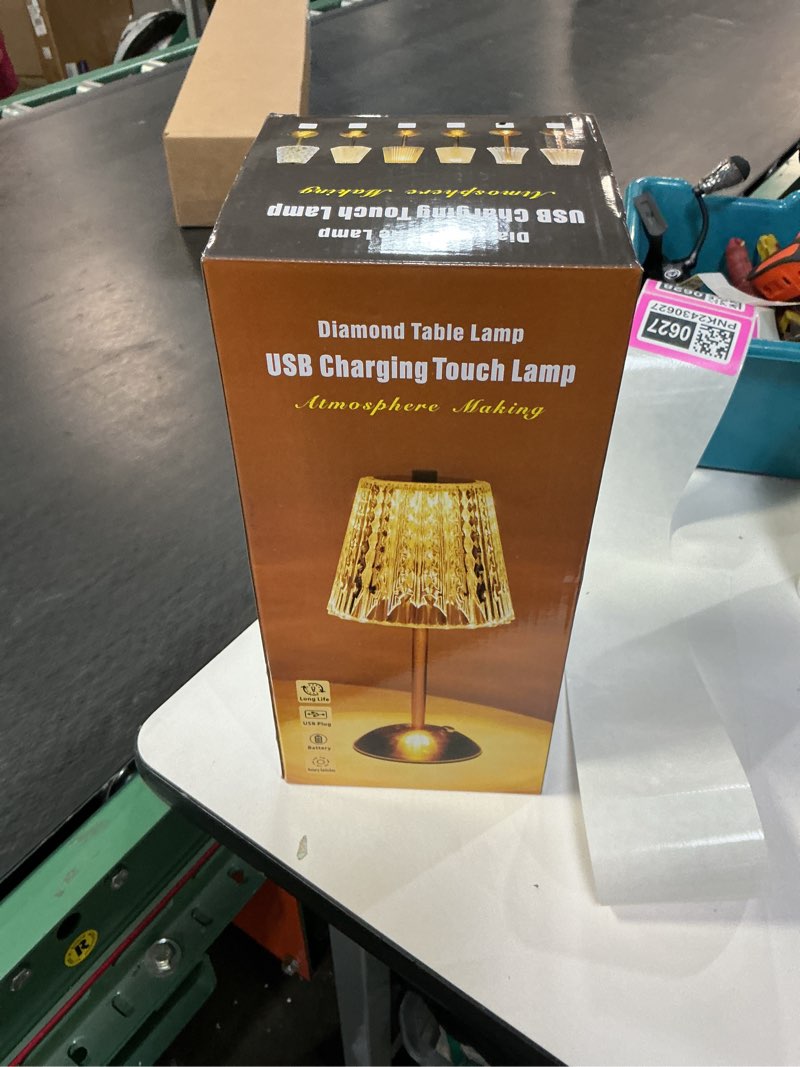 Atmosphere Making
USB Charging Touch Lamp
Lamp
Diamond Table Lamp
USB Charging Touch Lamp
Atmosphere Making
Long Life
USB Plug
Battery
0627
PNK2430627
R